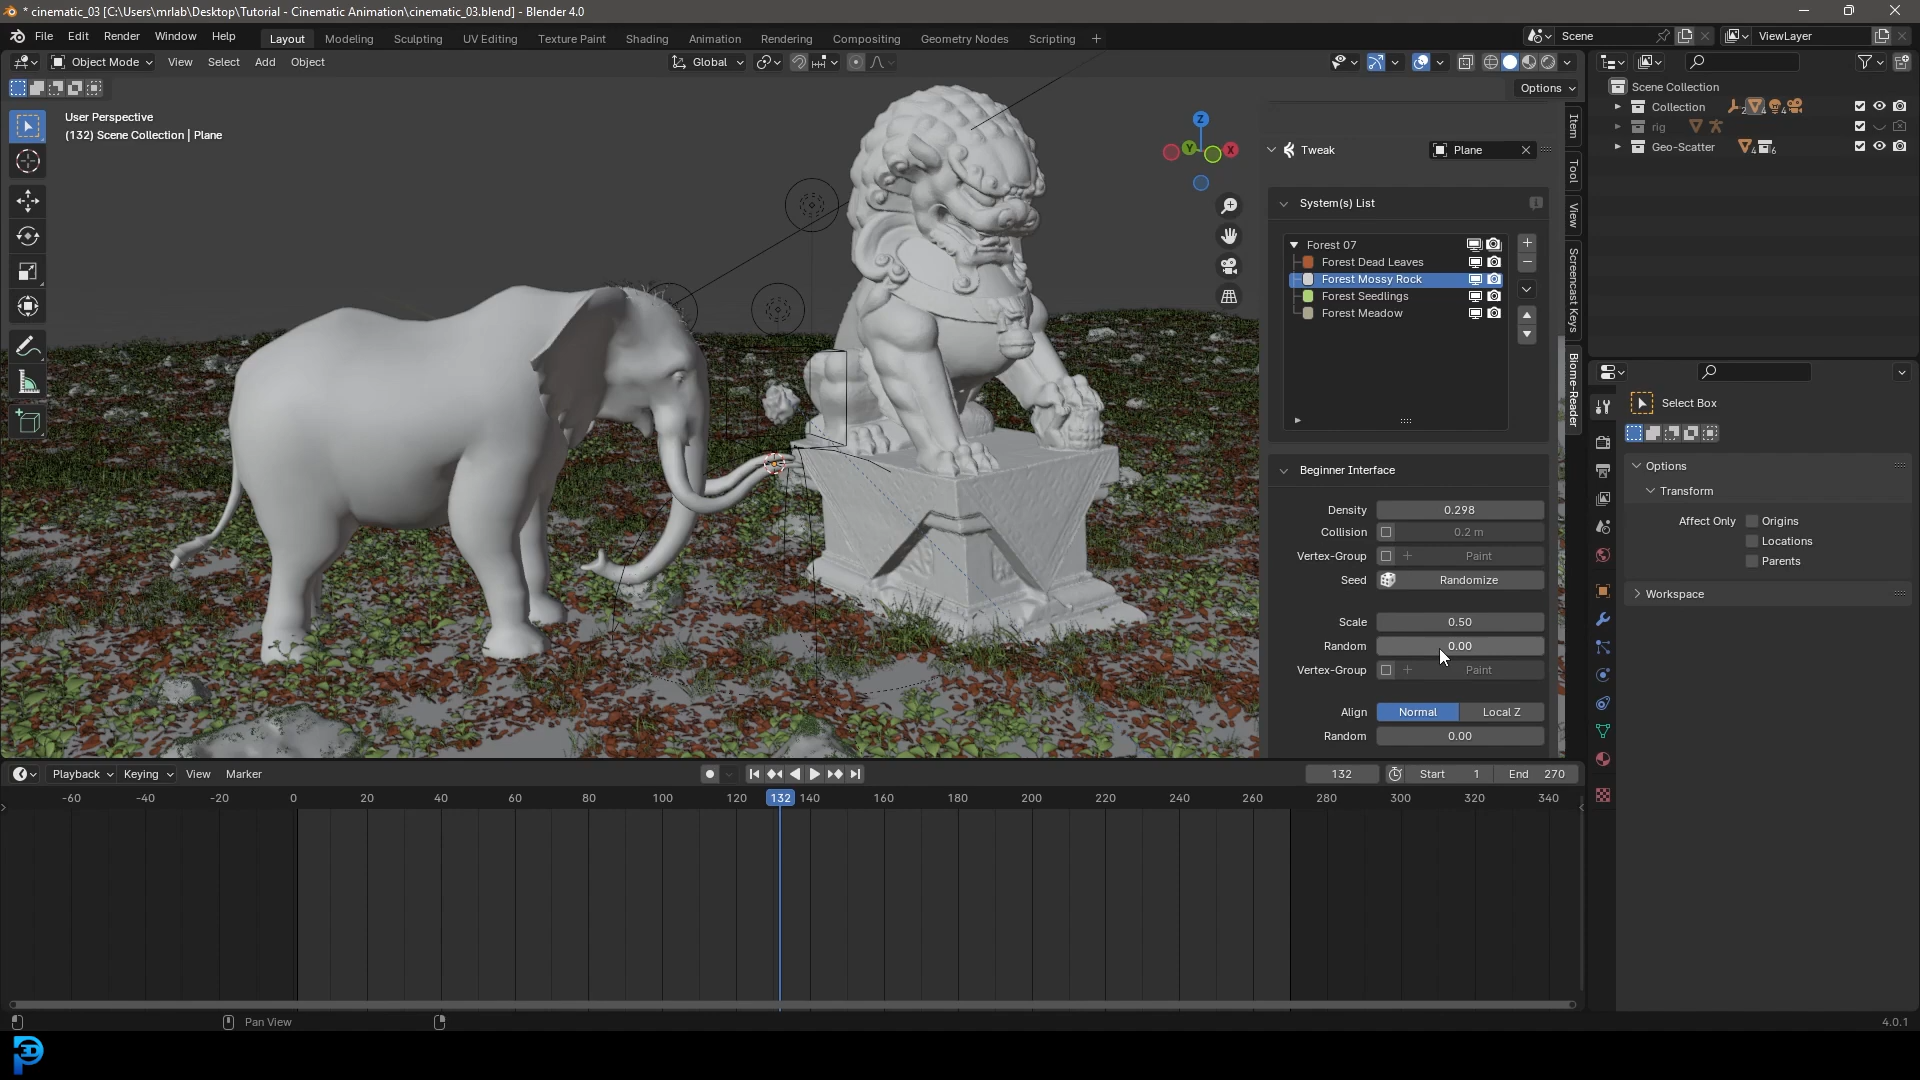 * cinematic_03 [C:\Users\mrlab\Desktop\Tutorial - Cinematic Animation\cinematic_03.blend] - Blender 4.0
File Edit Render Window Help Layout Modeling Sculpting UV Editing Texture Paint Shading Animation Rendering Compositing Geometry Nodes Scripting + Scene ViewLayer
Object Mode View Select Add Object Global
Options
User Perspective
(132) Scene Collection | Plane
Z
Y X
Tweak Plane
System(s) List
Forest 07
Forest Dead Leaves
Forest Mossy Rock
Forest Seedlings
Forest Meadow
Beginner Interface
Density 0.298
Collision 0.2 m
Vertex-Group Paint
Seed Randomize
Scale 0.50
Random 0.00
Vertex-Group Paint
Align Normal Local Z
Random 0.00
Item
Tool
View
Screencast Keys
Biome-Reader
Scene Collection
Collection 2 4 4
rig
Geo-Scatter 4 6
Select Box
Options
Transform
Affect Only Origins
Locations
Parents
Workspace
Playback Keying View Marker 132 Start 1 End 270
-60 -40 -20 0 20 40 60 80 100 120 132 140 160 180 200 220 240 260 280 300 320 340
Pan View 4.0.1
3D